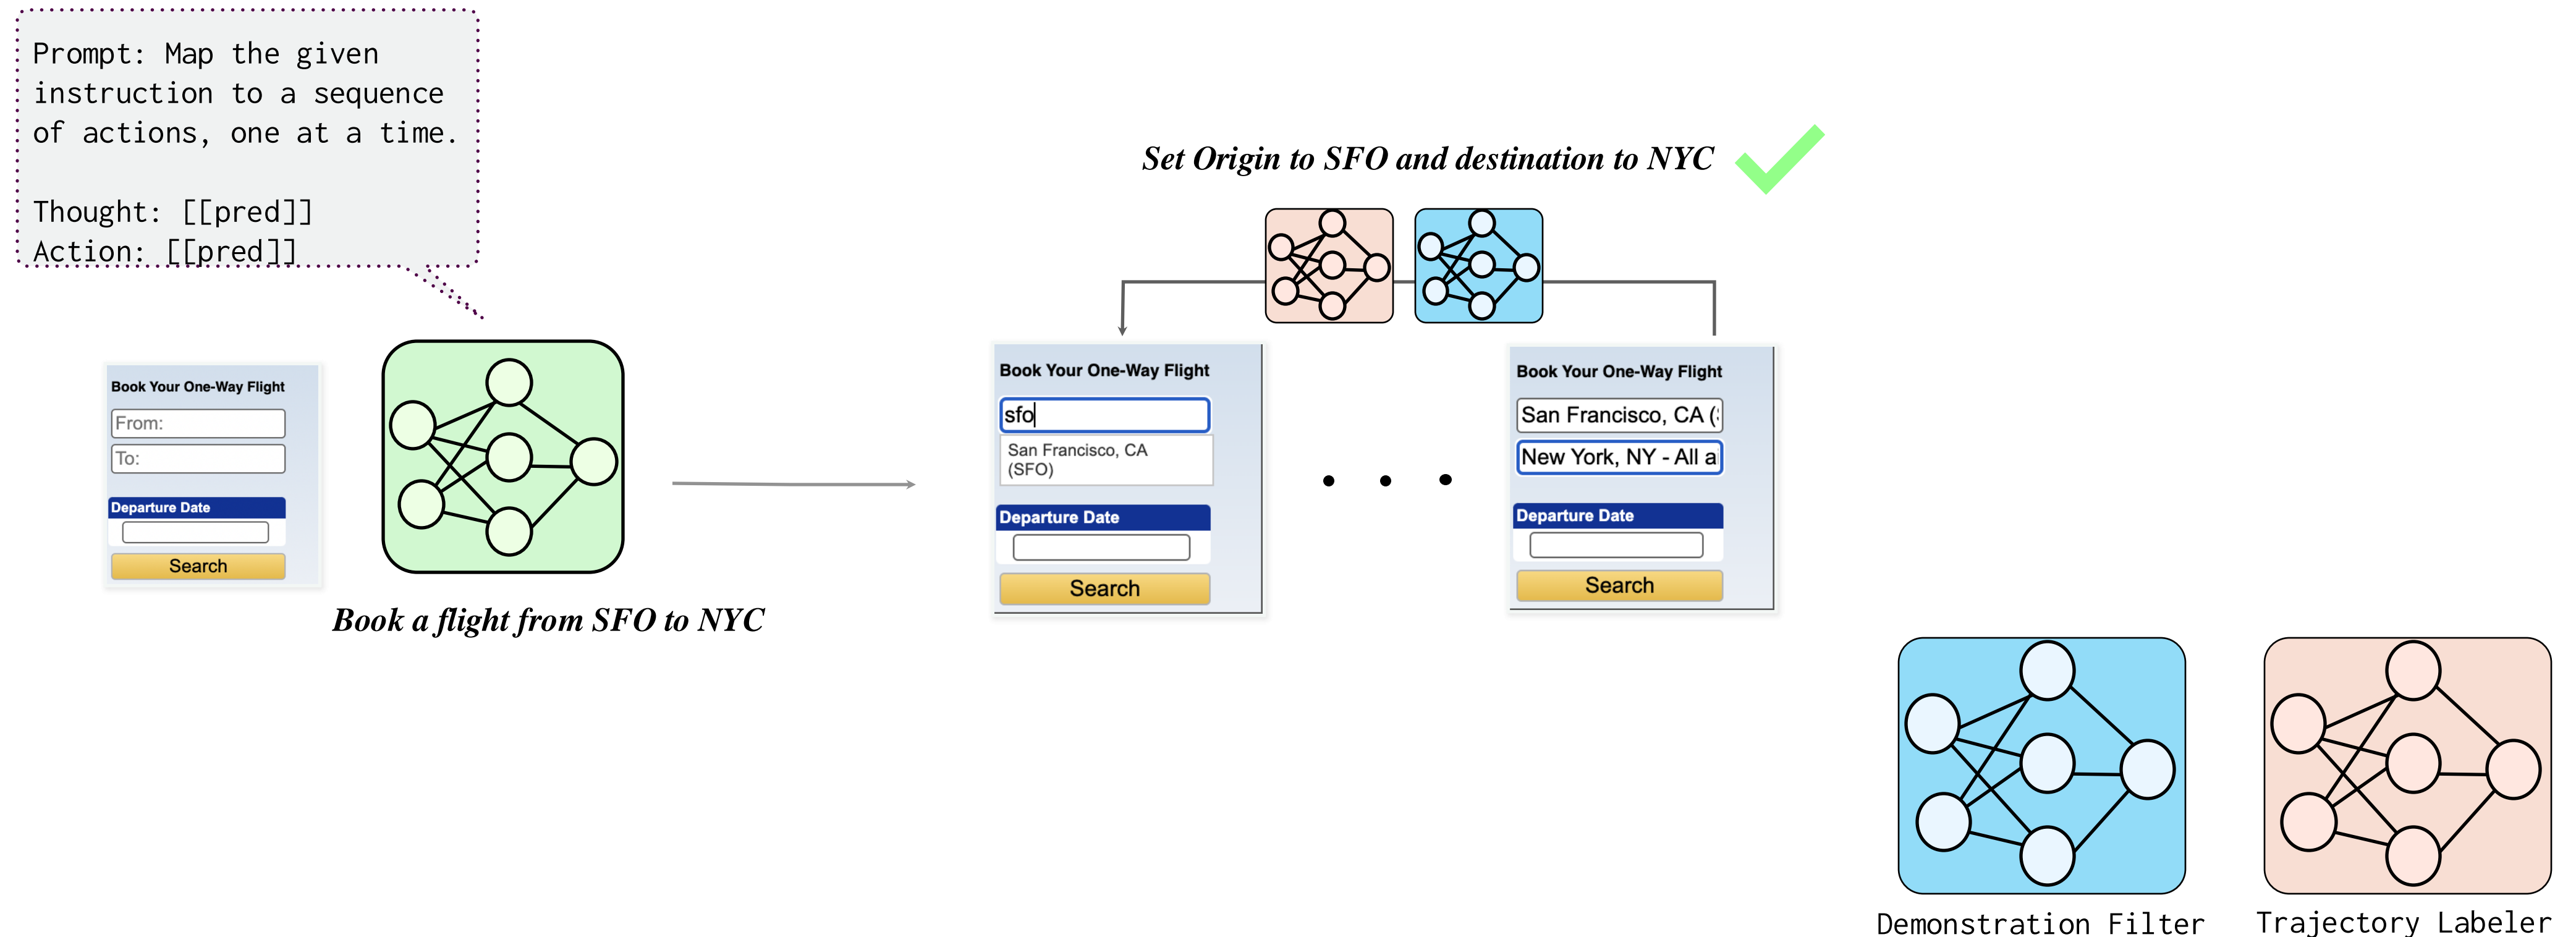 Prompt: Map the given
instruction to a sequence
of actions, one at a time.
Thought: [[pred]]
Action: [[pred]]
Book Your One-Way Flight
From:
To:
Departure Date
Search
Book a flight from SFO to NYC
Set Origin to SFO and destination to NYC
Book Your One-Way Flight
sfo
San Francisco, CA
(SFO)
Departure Date
Search
Book Your One-Way Flight
San Francisco, CA (
New York, NY - All a
Departure Date
Search
Demonstration Filter
Trajectory Labeler